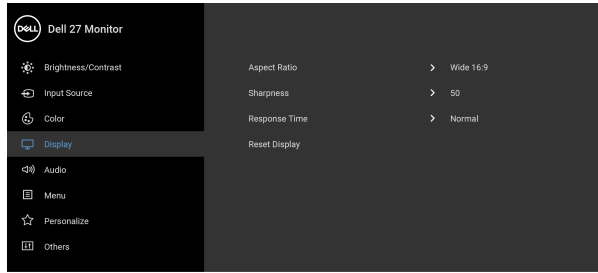 DELL Dell 27 Monitor
Brightness/Contrast
Input Source
Color
Display
Audio
Menu
Personalize
Others
Aspect Ratio > Wide 16:9
Sharpness > 50
Response Time > Normal
Reset Display